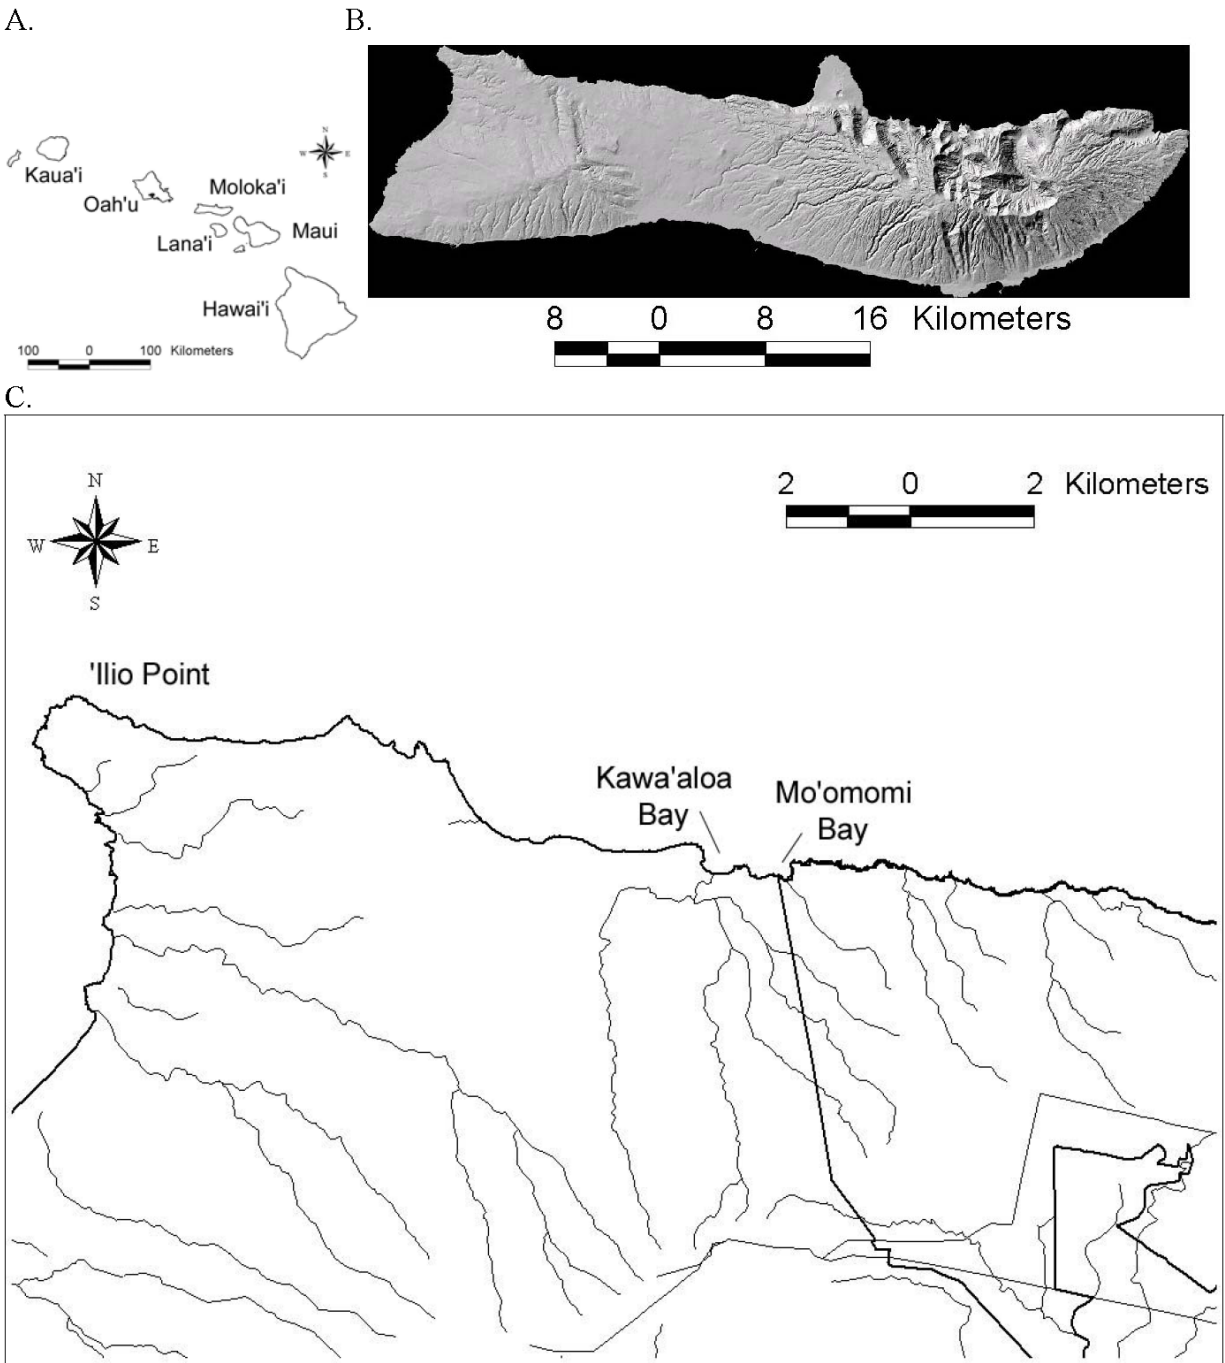 A.
B.
N
W E
S
Kaua'i
Oah'u
Moloka'i
Lana'i
Maui
Hawai'i
100 0 100 Kilometers
8 0 8 16 Kilometers
C.
N
W E
S
2 0 2 Kilometers
'Ilio Point
Kawa'aloa
Bay
Mo'omomi
Bay